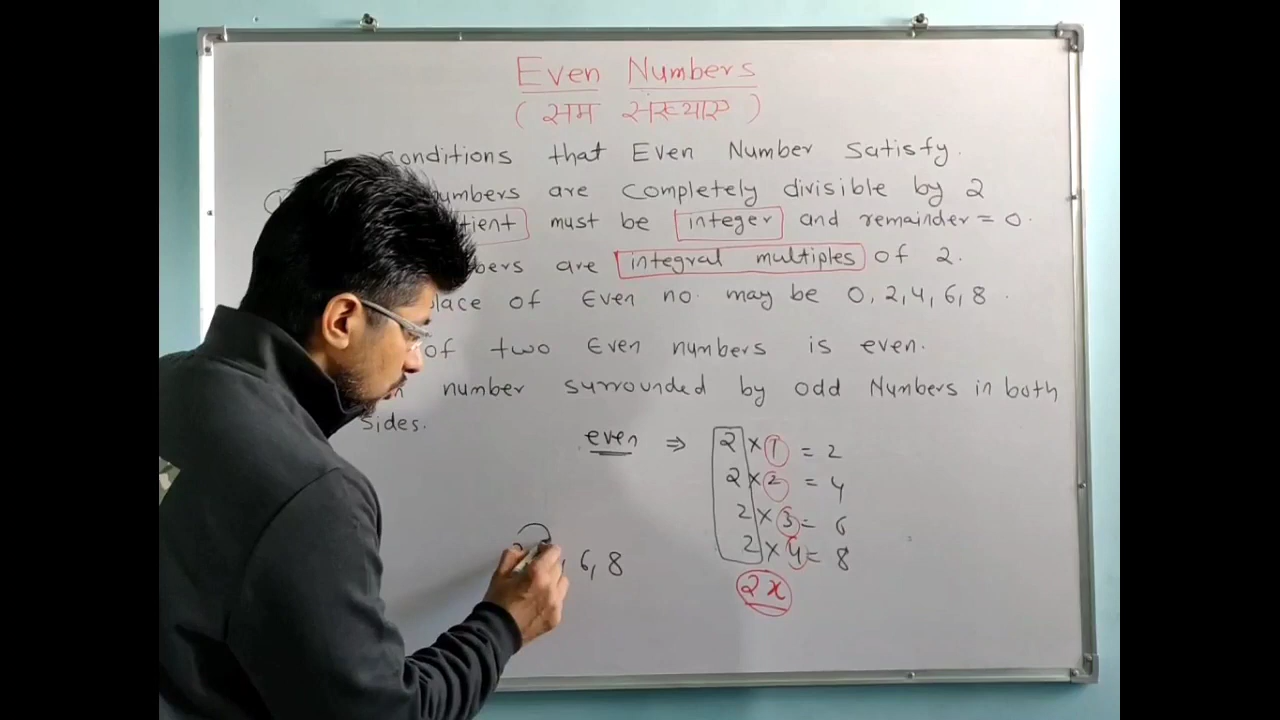 Even Numbers
(सम संख्याए)
conditions that Even Number Satisfy.
numbers are completely divisible by 2
must be integer and remainder = 0.
are integral multiples of 2.
of Even no. may be 0, 2, 4, 6, 8.
of two Even numbers is even.
number surrounded by odd Numbers in both
sides.
even ⇒ 2 × 1 = 2
2 × 2 = 4
2 × 3 = 6
2 × 4 = 8
6, 8
2x